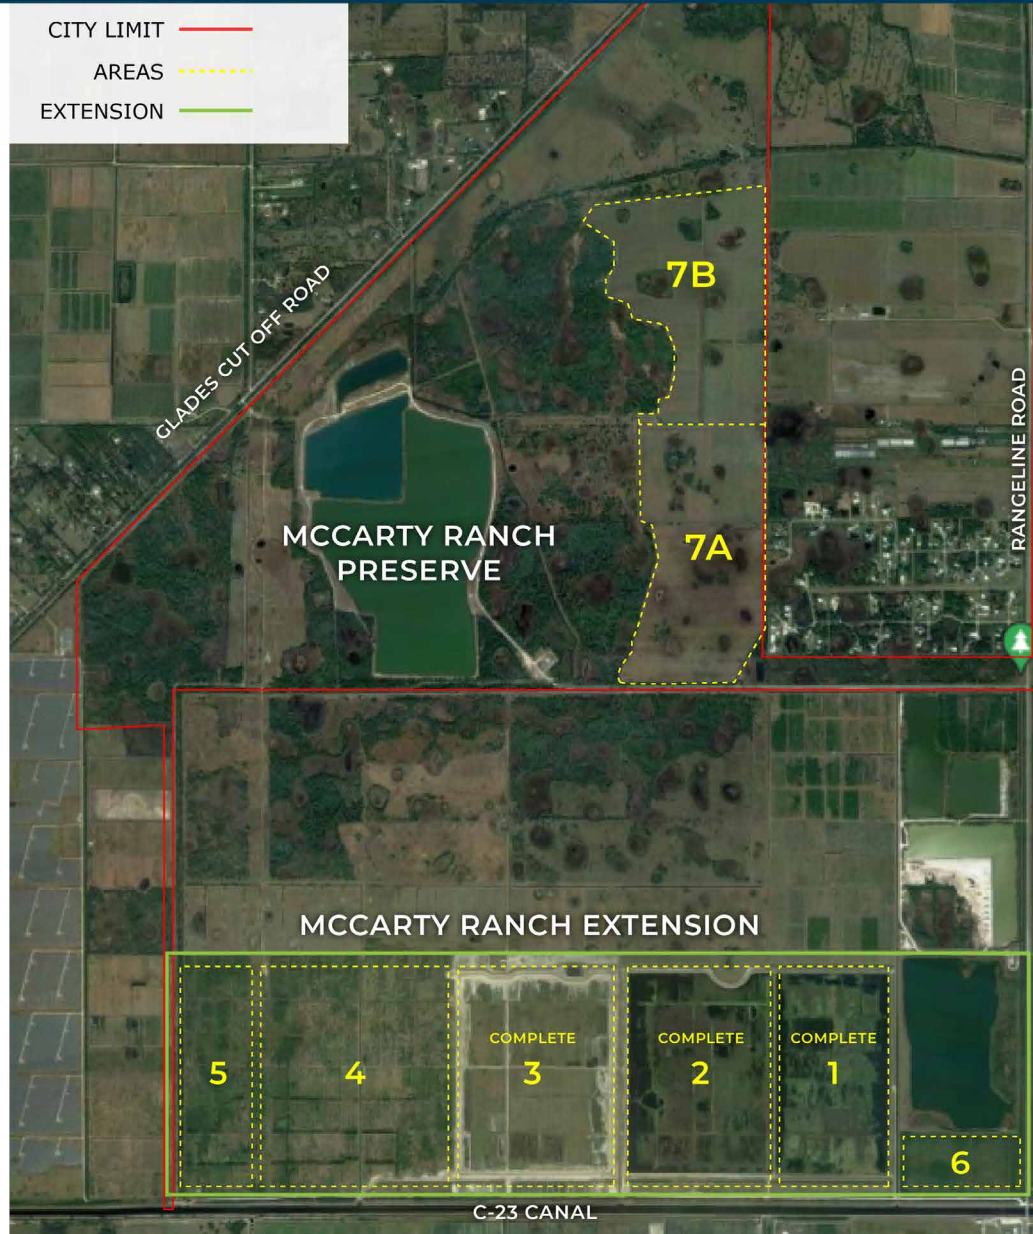 CITY LIMIT
AREAS
EXTENSION
GLADES CUT OFF ROAD
7B
RANGELINE ROAD
MCCARTY RANCH
PRESERVE
7A
MCCARTY RANCH EXTENSION
5
4
COMPLETE
3
COMPLETE
2
COMPLETE
1
6
C-23 CANAL